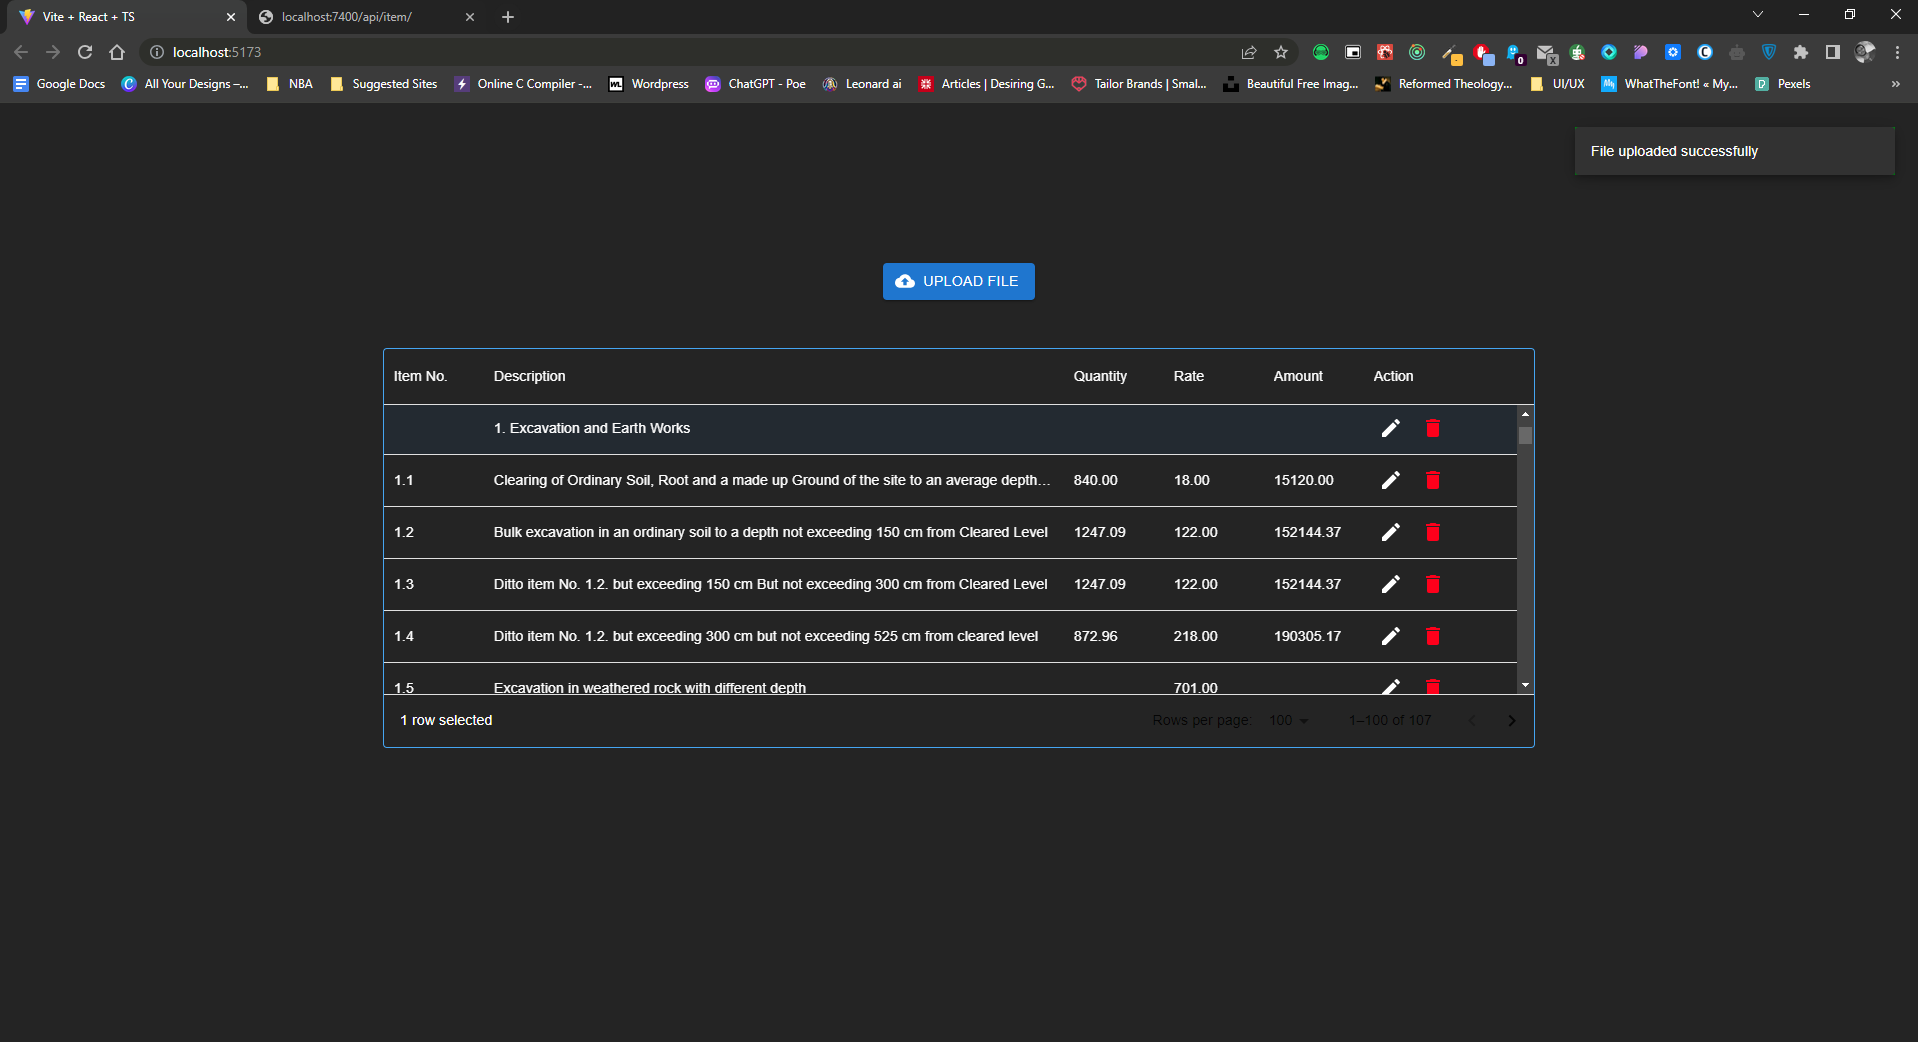 Vite + React + TS
localhost:7400/api/item/
localhost:5173
0
X
Google Docs
All Your Designs –...
NBA
Suggested Sites
Online C Compiler -...
Wordpress
ChatGPT - Poe
Leonard ai
Articles | Desiring G...
Tailor Brands | Smal...
Beautiful Free Imag...
Reformed Theology...
UI/UX
WhatTheFont! « My...
Pexels
»
File uploaded successfully
UPLOAD FILE
Item No. Description Quantity Rate Amount Action
1. Excavation and Earth Works
1.1 Clearing of Ordinary Soil, Root and a made up Ground of the site to an average depth... 840.00 18.00 15120.00
1.2 Bulk excavation in an ordinary soil to a depth not exceeding 150 cm from Cleared Level 1247.09 122.00 152144.37
1.3 Ditto item No. 1.2. but exceeding 150 cm But not exceeding 300 cm from Cleared Level 1247.09 122.00 152144.37
1.4 Ditto item No. 1.2. but exceeding 300 cm but not exceeding 525 cm from cleared level 872.96 218.00 190305.17
1.5 Excavation in weathered rock with different depth 701.00
1 row selected Rows per page: 100 1–100 of 107